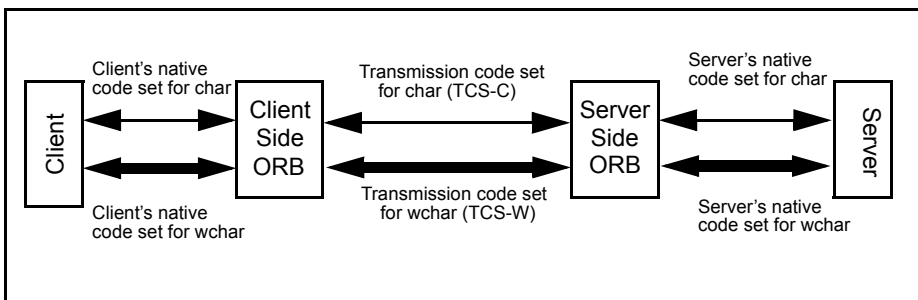 Client
Client's native
code set for char
Client's native
code set for wchar
Client
Side
ORB
Transmission code set
for char (TCS-C)
Transmission code set
for wchar (TCS-W)
Server
Side
ORB
Server's native
code set for char
Server's native
code set for wchar
Server